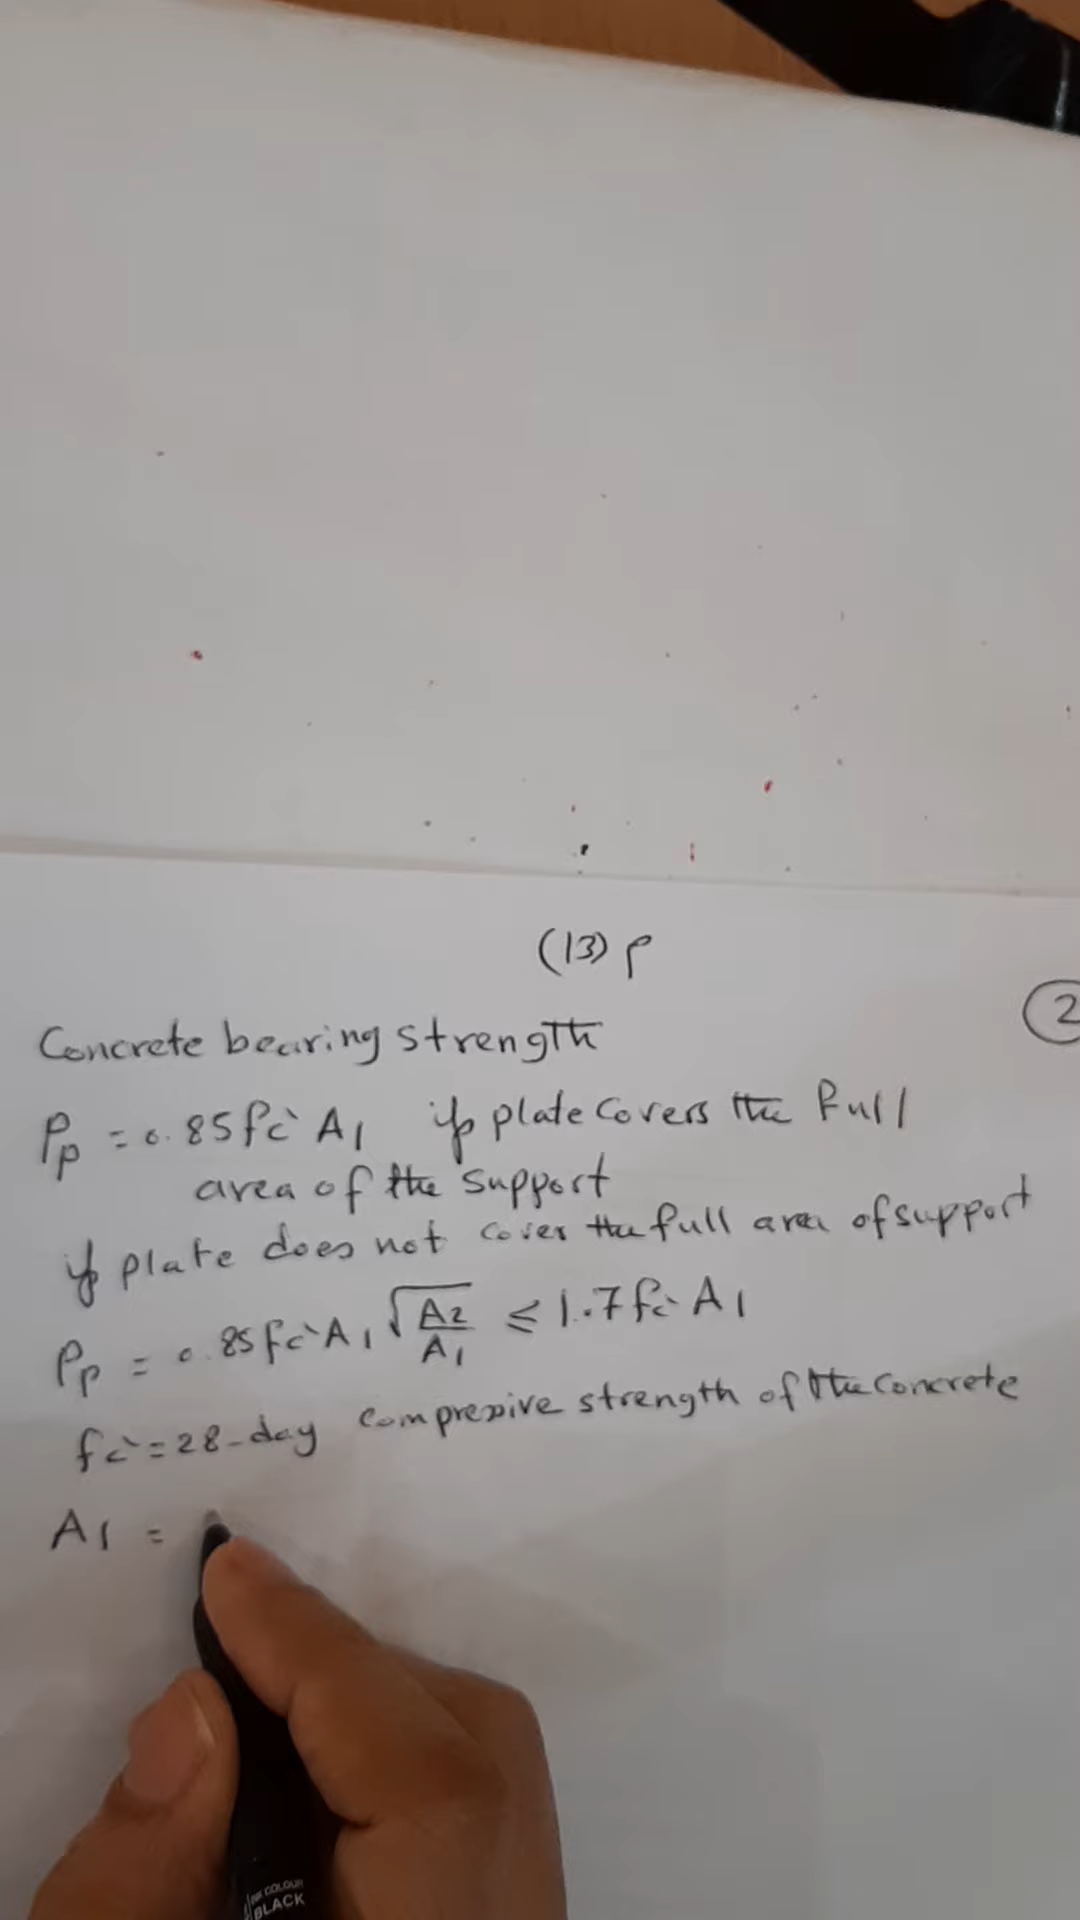 (13) P
2
Concrete bearing strength
Pp = 0.85 fc` A1 if plate covers the full
area of the support
if plate does not cover the full area of support
Pp = 0.85 fc` A1 √(A2/A1) ≤ 1.7 fc` A1
fc` = 28-day compressive strength of the concrete
A1 =
INK COLOUR
BLACK